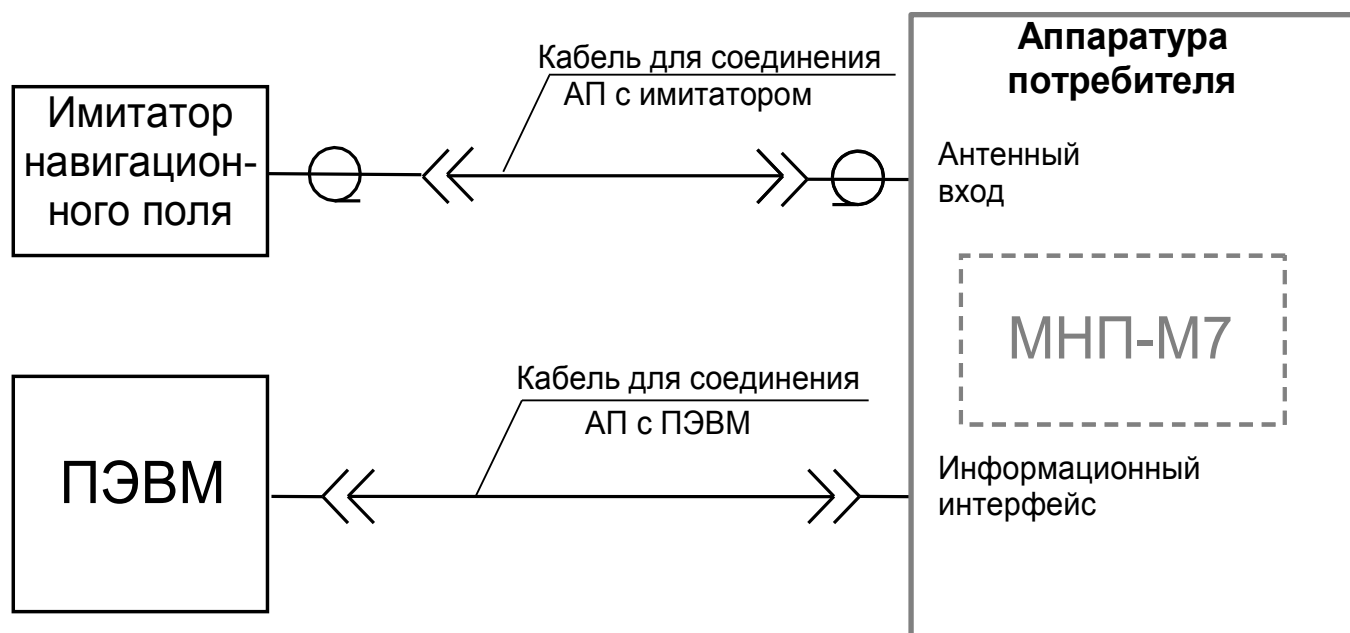 Имитатор
навигацион-
ного поля
Кабель для соединения
АП с имитатором
Аппаратура
потребителя
Антенный
вход
МНП-М7
ПЭВМ
Кабель для соединения
АП с ПЭВМ
Информационный
интерфейс